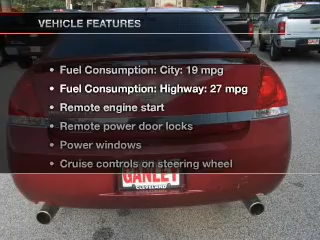 VEHICLE FEATURES
• Fuel Consumption: City: 19 mpg
• Fuel Consumption: Highway: 27 mpg
• Remote engine start
• Remote power door locks
• Power windows
• Cruise controls on steering wheel
GANLEY
CLEVELAND